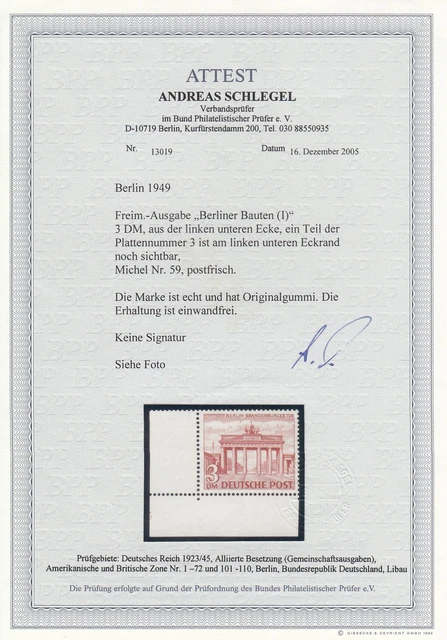 ATTEST
ANDREAS SCHLEGEL
Verbandsprüfer
im Bund Philatelistischer Prüfer e. V.
D-10719 Berlin, Kurfürstendamm 200, Tel. 030 88550935
Nr. 13019 Datum 16. Dezember 2005
Berlin 1949
Freim.-Ausgabe „Berliner Bauten (I)“
3 DM, aus der linken unteren Ecke, ein Teil der
Plattennummer 3 ist am linken unteren Eckrand
noch sichtbar,
Michel Nr. 59, postfrisch.
Die Marke ist echt und hat Originalgummi. Die
Erhaltung ist einwandfrei.
Keine Signatur
Siehe Foto
BERLIN BRANDENBURGER TOR
3
DM
DEUTSCHE POST
Prüfgebiete: Deutsches Reich 1923/45, Alliierte Besetzung (Gemeinschaftsausgaben),
Amerikanische und Britische Zone Nr. 1 –72 und 101 -110, Berlin, Bundesrepublik Deutschland, Libau
Die Prüfung erfolgte auf Grund der Prüfordnung des Bundes Philatelistischer Prüfer e.V.